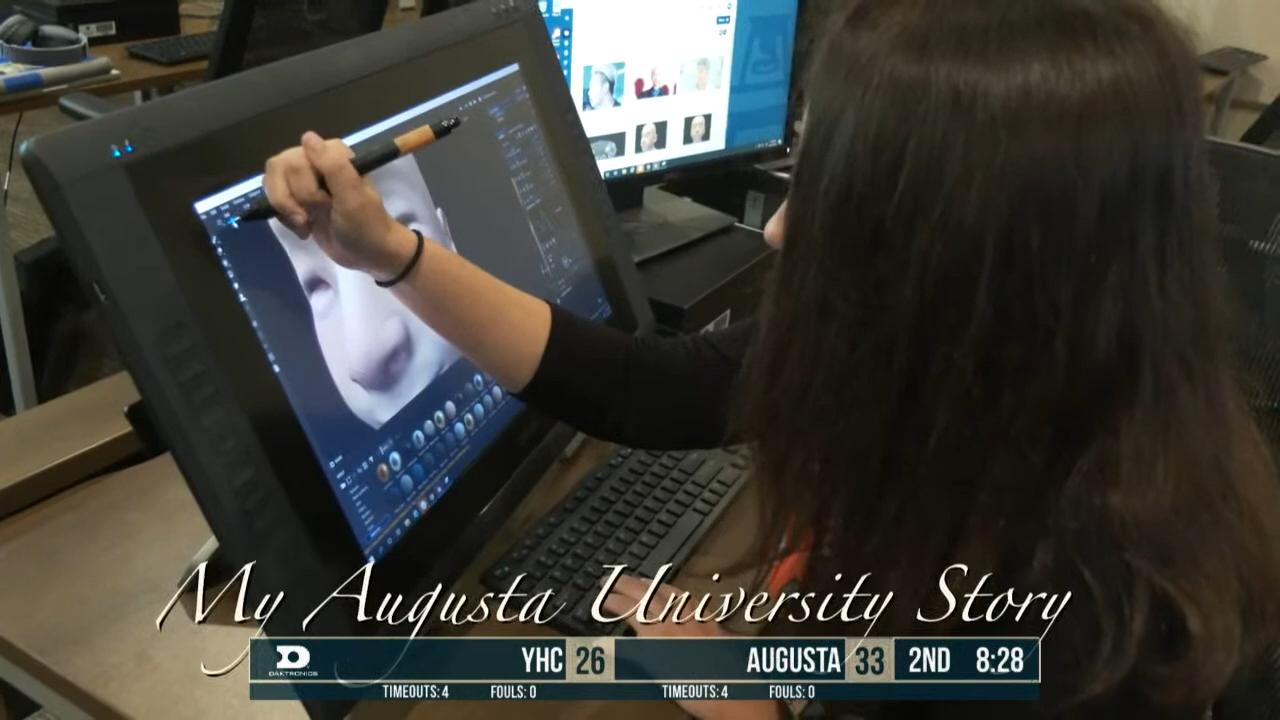 My Augusta University Story
DAKTRONICS YHC 26 AUGUSTA 33 2ND 8:28
TIMEOUTS: 4 FOULS: 0 TIMEOUTS: 4 FOULS: 0